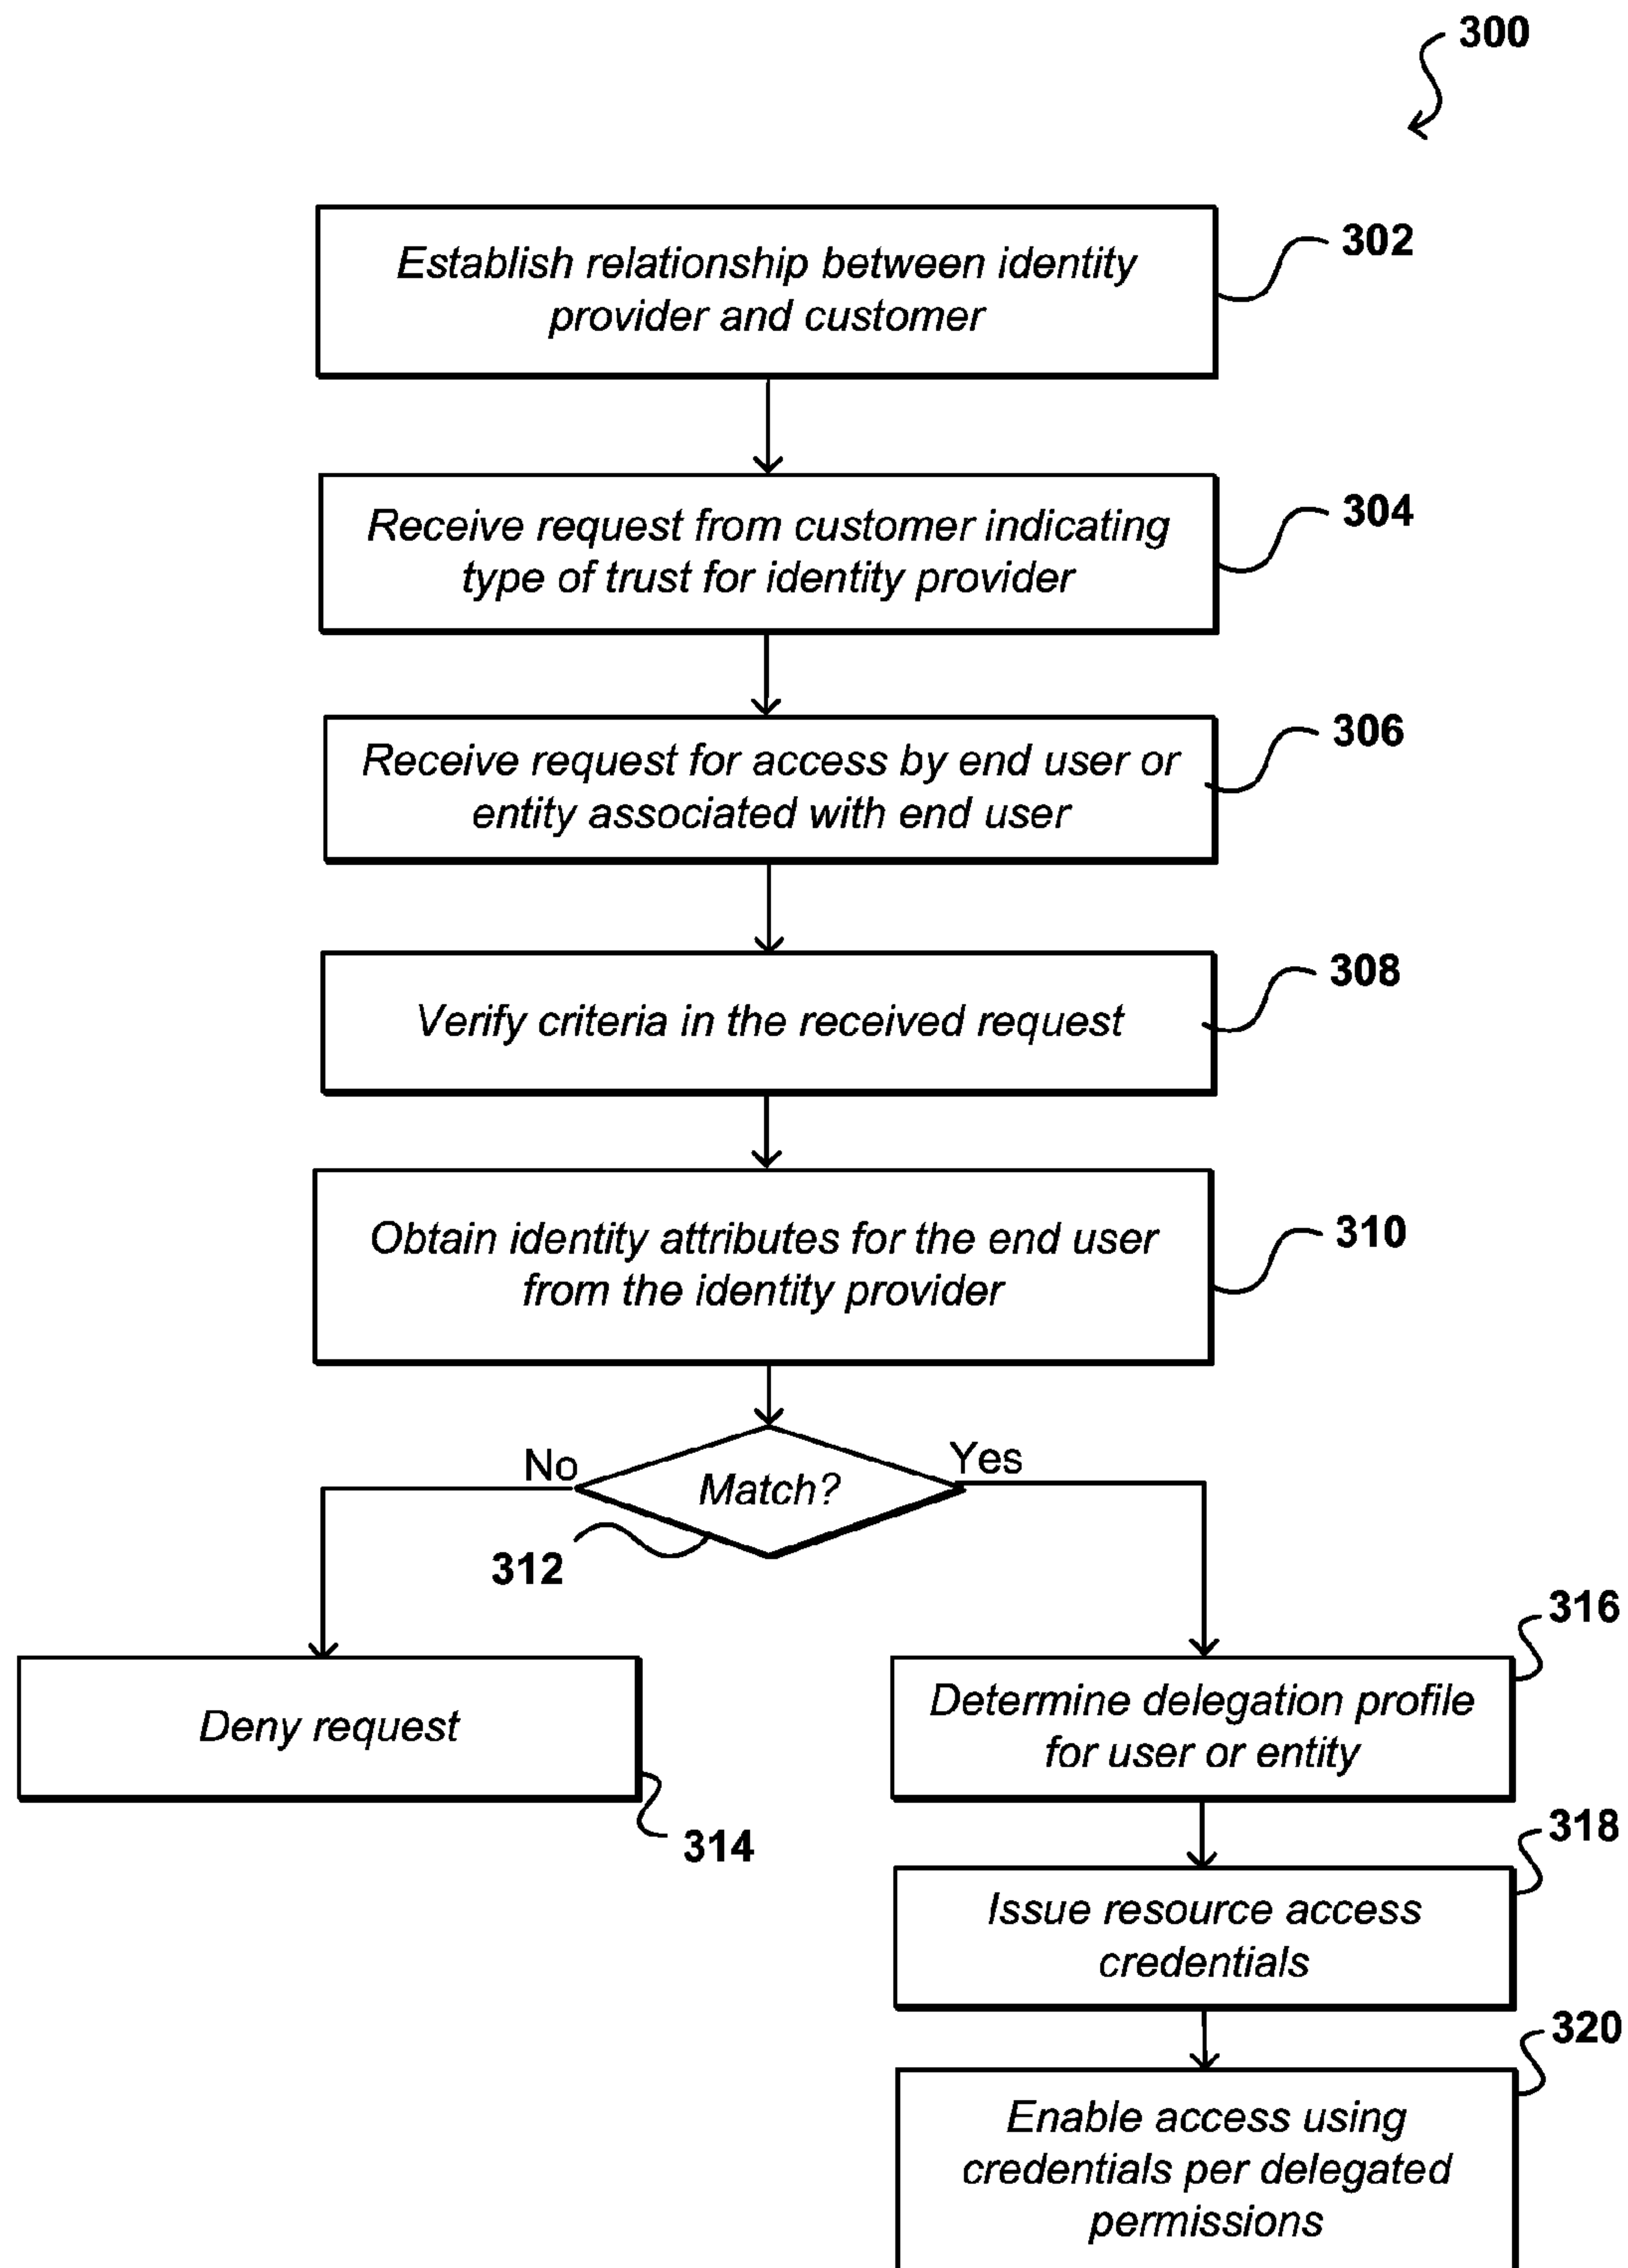 300
Establish relationship between identity
provider and customer
302
Receive request from customer indicating
type of trust for identity provider
304
Receive request for access by end user or
entity associated with end user
306
Verify criteria in the received request
308
Obtain identity attributes for the end user
from the identity provider
310
No
Match?
Yes
312
Deny request
314
Determine delegation profile
for user or entity
316
Issue resource access
credentials
318
Enable access using
credentials per delegated
permissions
320